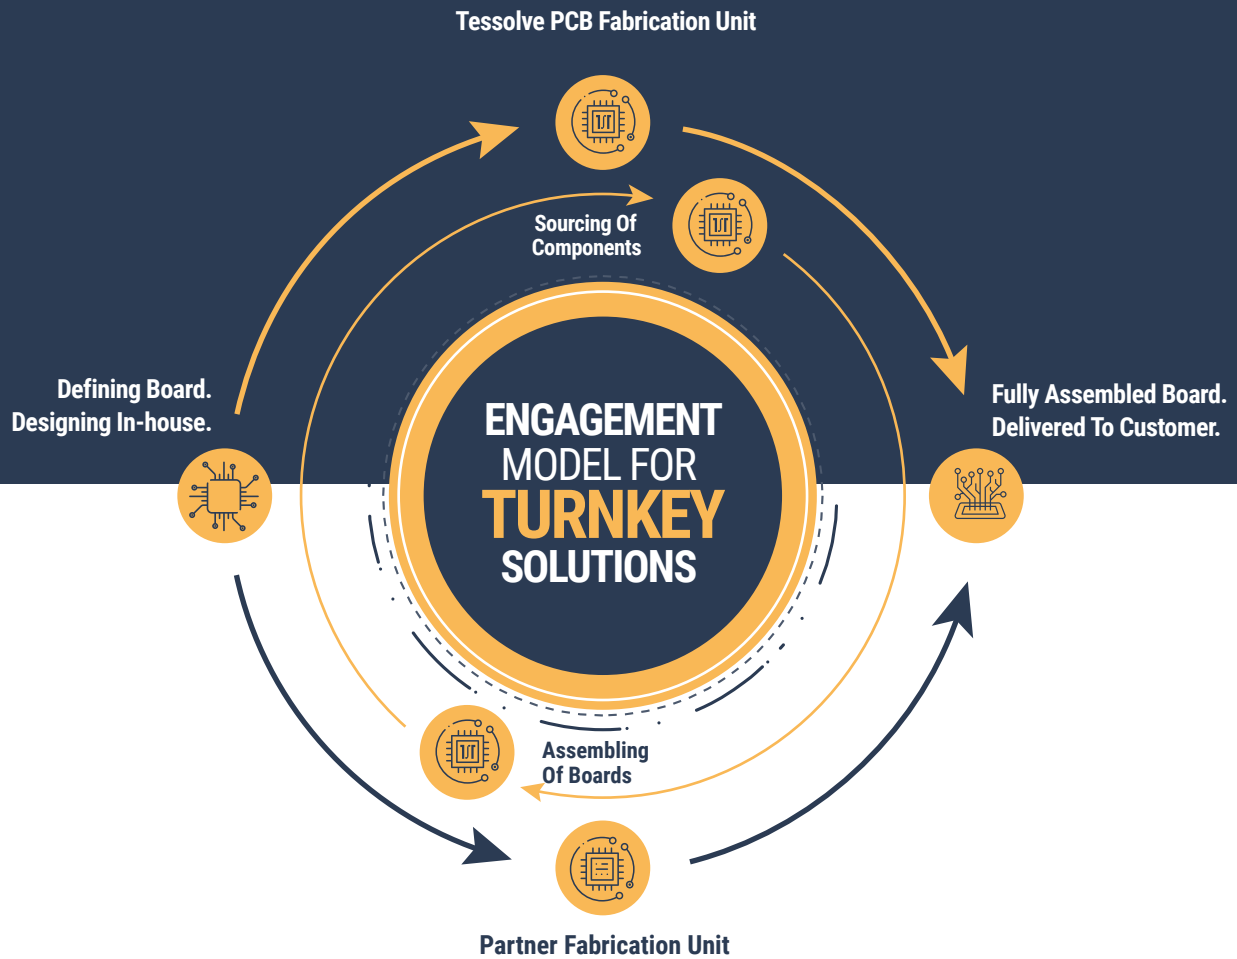 Tessolve PCB Fabrication Unit
Sourcing Of
Components
Defining Board.
Designing In-house.
Fully Assembled Board.
Delivered To Customer.
ENGAGEMENT
MODEL FOR
TURNKEY
SOLUTIONS
Assembling
Of Boards
Partner Fabrication Unit